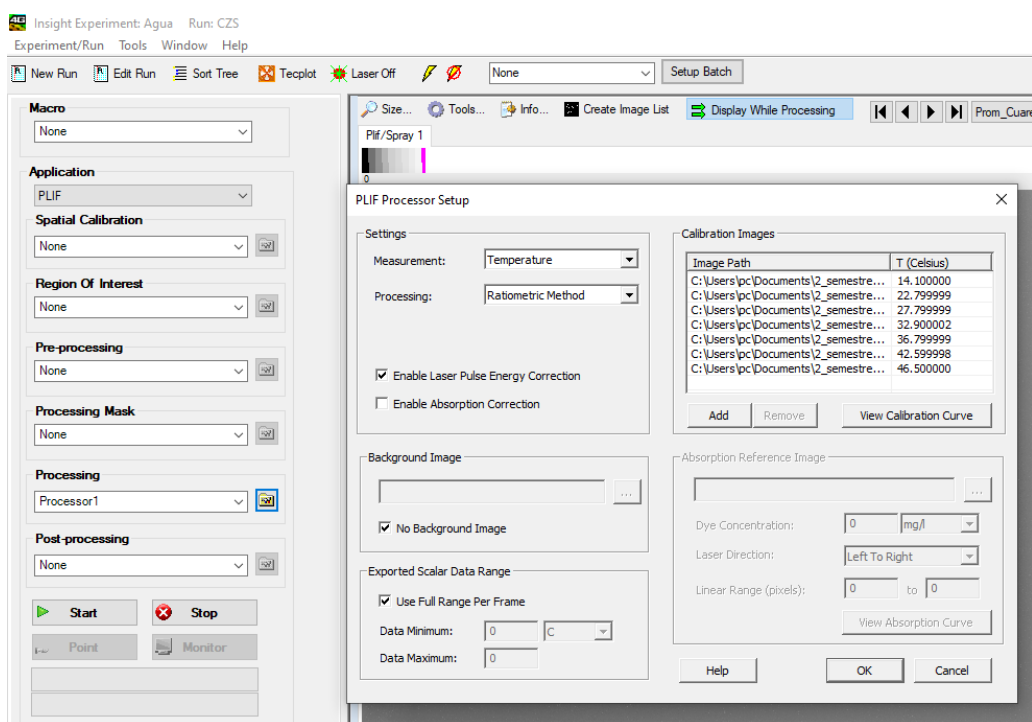 4G Insight Experiment: Agua Run: CZS
Experiment/Run Tools Window Help
New Run Edit Run Sort Tree Tecplot Laser Off None Setup Batch
Macro
None
Application
PLIF
Spatial Calibration
None
Region Of Interest
None
Pre-processing
None
Processing Mask
None
Processing
Processor1
Post-processing
None
Start Stop
Point Monitor
Size... Tools... Info... Create Image List Display While Processing Prom_Cuare
Plif/Spray 1
0
PLIF Processor Setup
Settings
Measurement: Temperature
Processing: Ratiometric Method
Enable Laser Pulse Energy Correction
Enable Absorption Correction
Background Image
...
No Background Image
Exported Scalar Data Range
Use Full Range Per Frame
Data Minimum: 0 C
Data Maximum: 0
Calibration Images
Image Path T (Celsius)
C:\Users\pc\Documents\2_semestre... 14.100000
C:\Users\pc\Documents\2_semestre... 22.799999
C:\Users\pc\Documents\2_semestre... 27.799999
C:\Users\pc\Documents\2_semestre... 32.900002
C:\Users\pc\Documents\2_semestre... 36.799999
C:\Users\pc\Documents\2_semestre... 42.599998
C:\Users\pc\Documents\2_semestre... 46.500000
Add Remove View Calibration Curve
Absorption Reference Image
...
Dye Concentration: 0 mg/l
Laser Direction: Left To Right
Linear Range (pixels): 0 to 0
View Absorption Curve
Help OK Cancel